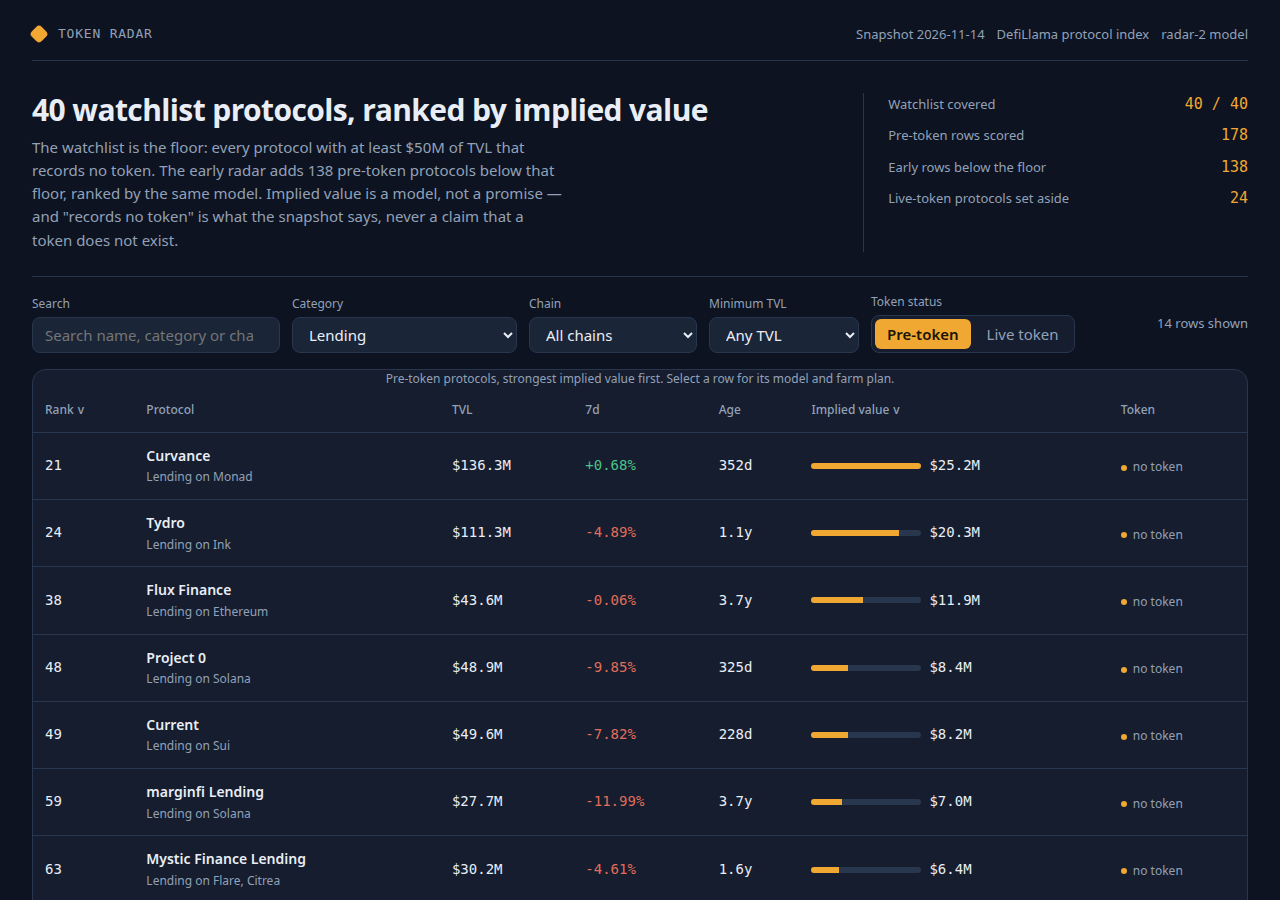 TOKEN RADAR
Snapshot 2026-11-14 DefiLlama protocol index radar-2 model
40 watchlist protocols, ranked by implied value
The watchlist is the floor: every protocol with at least $50M of TVL that
records no token. The early radar adds 138 pre-token protocols below that
floor, ranked by the same model. Implied value is a model, not a promise —
and "records no token" is what the snapshot says, never a claim that a
token does not exist.
Watchlist covered 40 / 40
Pre-token rows scored 178
Early rows below the floor 138
Live-token protocols set aside 24
Search Category Chain Minimum TVL Token status
Search name, category or cha Lending All chains Any TVL Pre-token Live token 14 rows shown
Pre-token protocols, strongest implied value first. Select a row for its model and farm plan.
Rank v Protocol TVL 7d Age Implied value v Token
21 Curvance $136.3M +0.68% 352d $25.2M no token
Lending on Monad
24 Tydro $111.3M -4.89% 1.1y $20.3M no token
Lending on Ink
38 Flux Finance $43.6M -0.06% 3.7y $11.9M no token
Lending on Ethereum
48 Project 0 $48.9M -9.85% 325d $8.4M no token
Lending on Solana
49 Current $49.6M -7.82% 228d $8.2M no token
Lending on Sui
59 marginfi Lending $27.7M -11.99% 3.7y $7.0M no token
Lending on Solana
63 Mystic Finance Lending $30.2M -4.61% 1.6y $6.4M no token
Lending on Flare, Citrea